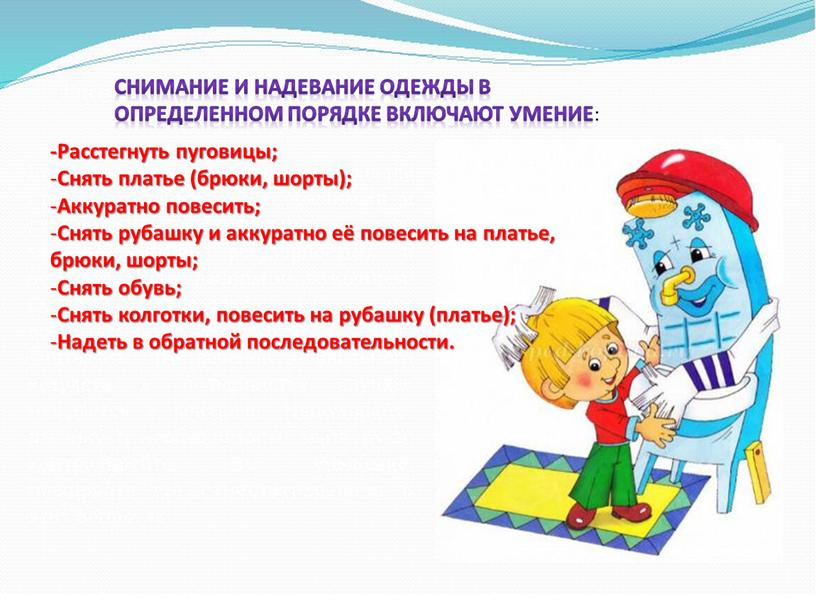 СНИМАНИЕ И НАДЕВАНИЕ ОДЕЖДЫ В
ОПРЕДЕЛЕННОМ ПОРЯДКЕ ВКЛЮЧАЮТ УМЕНИЕ:
-Расстегнуть пуговицы;
-Снять платье (брюки, шорты);
-Аккуратно повесить;
-Снять рубашку и аккуратно её повесить на платье,
брюки, шорты;
-Снять обувь;
-Снять колготки, повесить на рубашку (платье);
-Надеть в обратной последовательности.